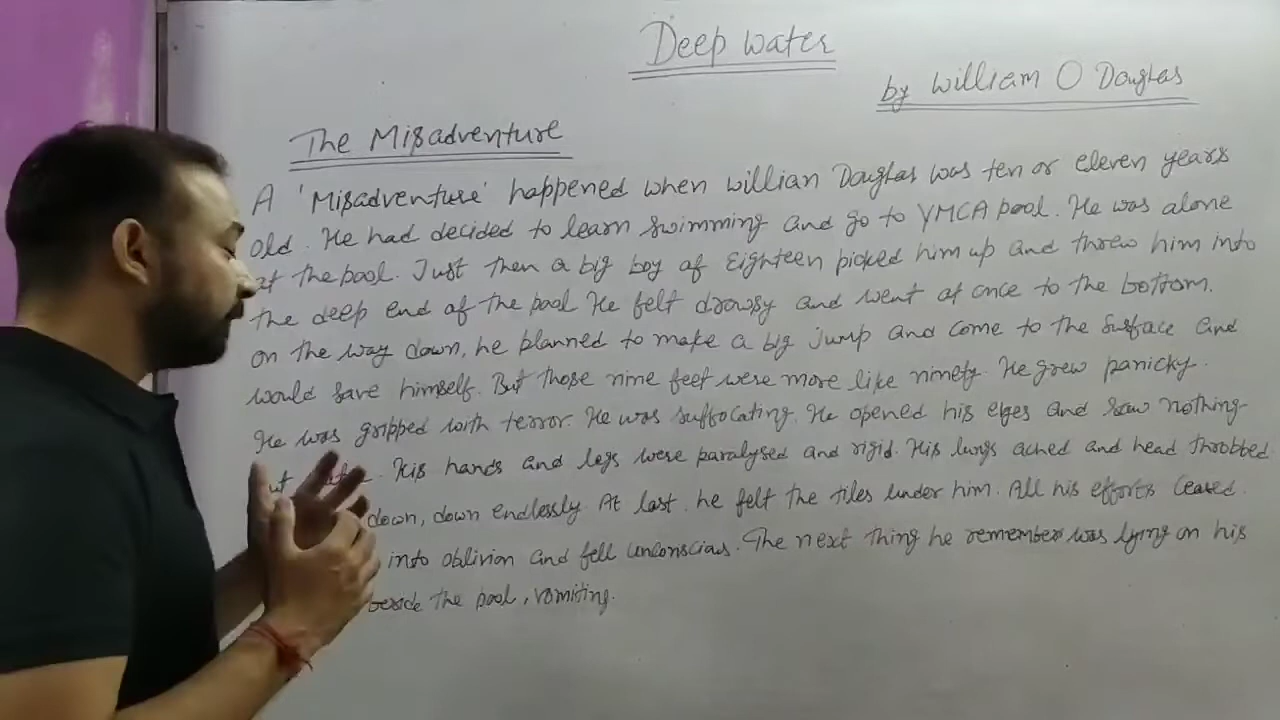 Deep Water
by William O Douglas
The Misadventure
A 'Misadventure' happened when Willian Douglas was ten or eleven years
old. He had decided to learn swimming and go to YMCA pool. He was alone
at the pool. Just then a big boy of Eighteen picked him up and threw him into
the deep end of the pool He felt drowsy and went at once to the bottom.
on the way down, he planned to make a big jump and come to the surface and
would save himself. But those nine feet were more like ninety. He grew panicky.
He was gripped with terror. He was suffocating. He opened his eyes and saw nothing
His hands and legs were paralysed and rigid. His lungs ached and head throbbed
down, down endlessly At last he felt the tiles under him. All his efforts ceased.
into oblivion and fell unconscious. The next thing he remember was lying on his
beside the pool, vomiting.